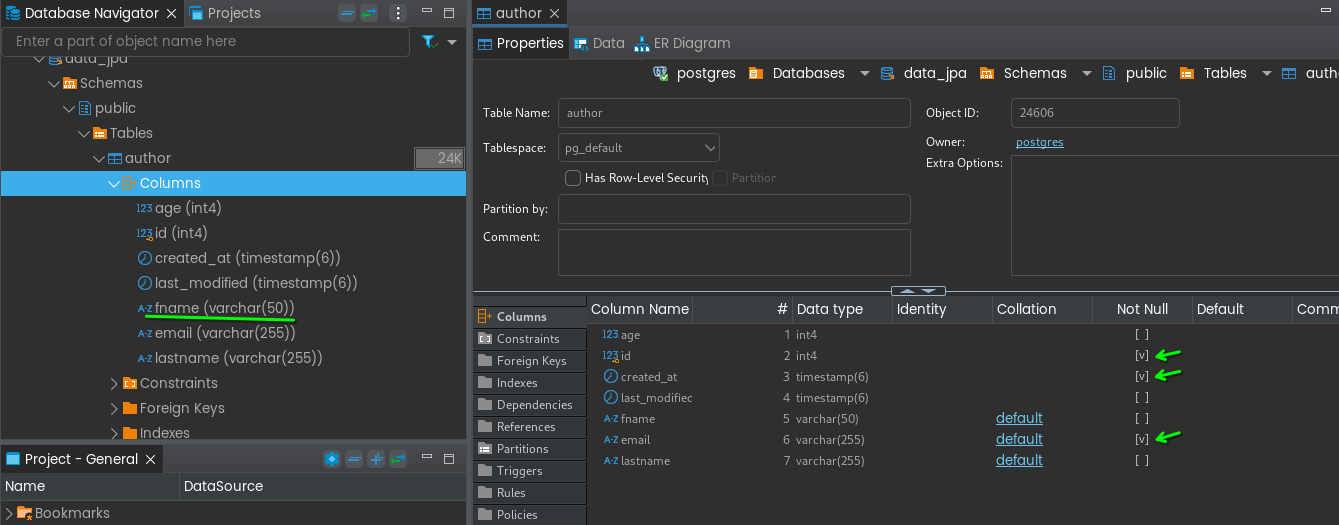 Database Navigator
Projects
Enter a part of object name here
data_jpa
Schemas
public
Tables
author
24K
Columns
123 age (int4)
123 id (int4)
created_at (timestamp(6))
last_modified (timestamp(6))
A-Z fname (varchar(50))
A-Z email (varchar(255))
A-Z lastname (varchar(255))
Constraints
Foreign Keys
Indexes
Project - General
Name
DataSource
Bookmarks
author
Properties
Data
ER Diagram
postgres
Databases
data_jpa
Schemas
public
Tables
autho
Table Name:
author
Object ID:
24606
Tablespace:
pg_default
Owner:
postgres
Has Row-Level Security
Partition
Extra Options:
Partition by:
Comment:
Columns
Constraints
Foreign Keys
Indexes
Dependencies
References
Partitions
Triggers
Rules
Policies
Column Name # Data type Identity Collation Not Null Default Comm
123 age 1 int4 [ ]
123 id 2 int4 [v]
created_at 3 timestamp(6) [v]
last_modified 4 timestamp(6) [ ]
A-Z fname 5 varchar(50) default [ ]
A-Z email 6 varchar(255) default [v]
A-Z lastname 7 varchar(255) default [ ]